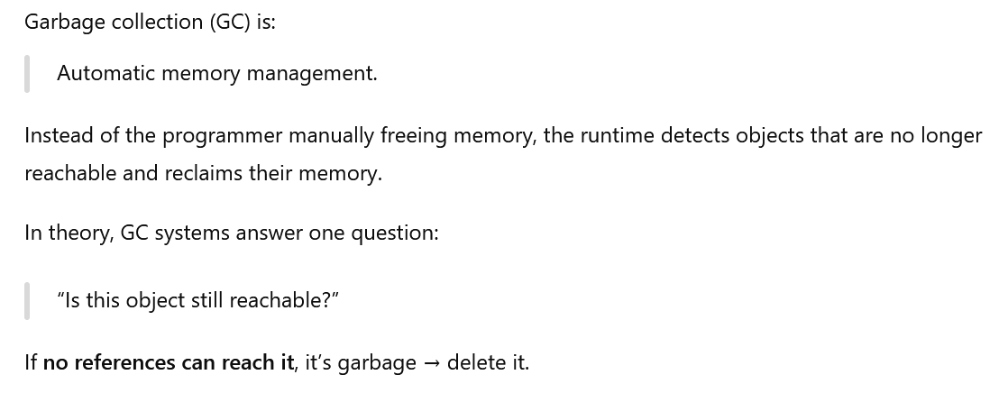 Garbage collection (GC) is:
Automatic memory management.
Instead of the programmer manually freeing memory, the runtime detects objects that are no longer
reachable and reclaims their memory.
In theory, GC systems answer one question:
“Is this object still reachable?”
If no references can reach it, it’s garbage → delete it.